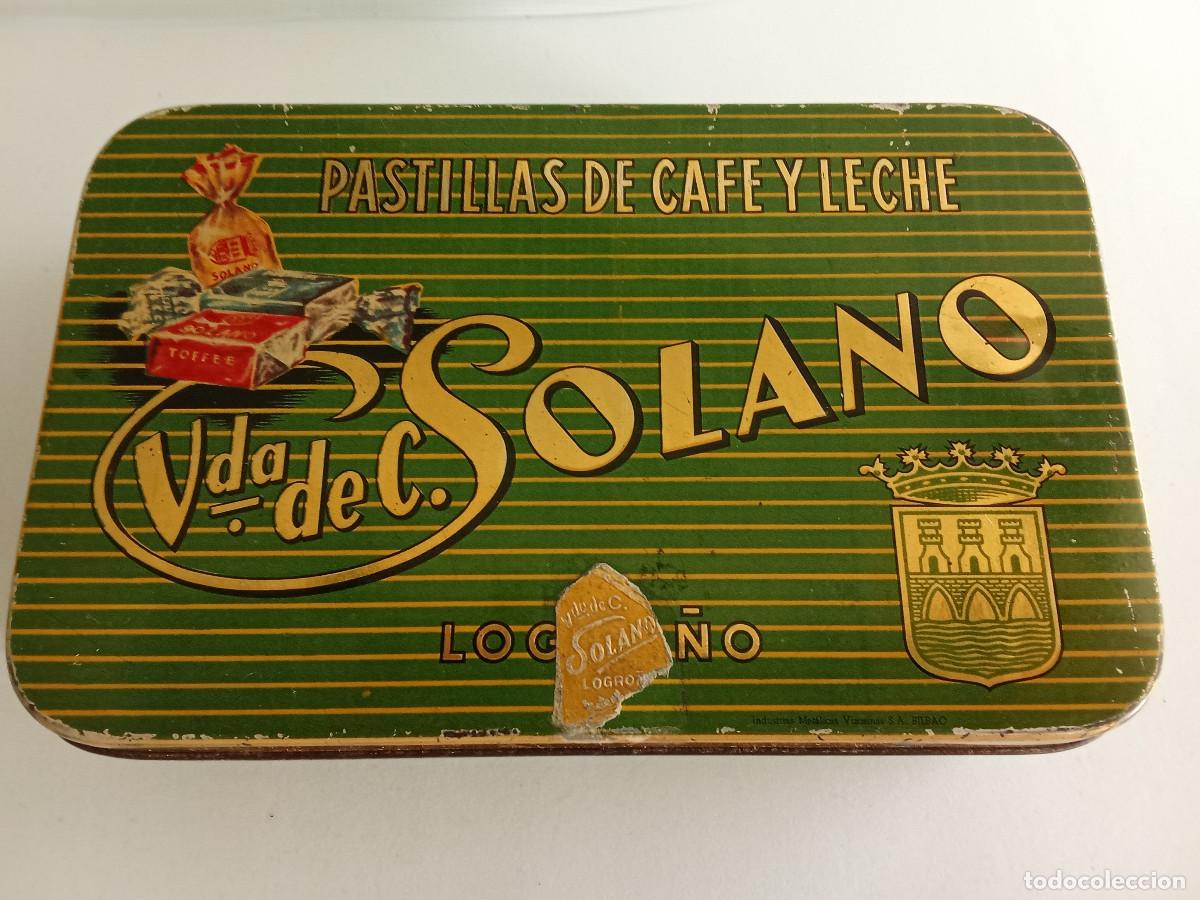 PASTILLAS DE CAFE Y LECHE
SOLANO
Solano
TOFFEE
Vda. de C. SOLANO
LOG ÑO
Vda. de C.
SOLANO
LOGRO
Industrias Metálicas Vizcaínas S.A. BILBAO
todocoleccion